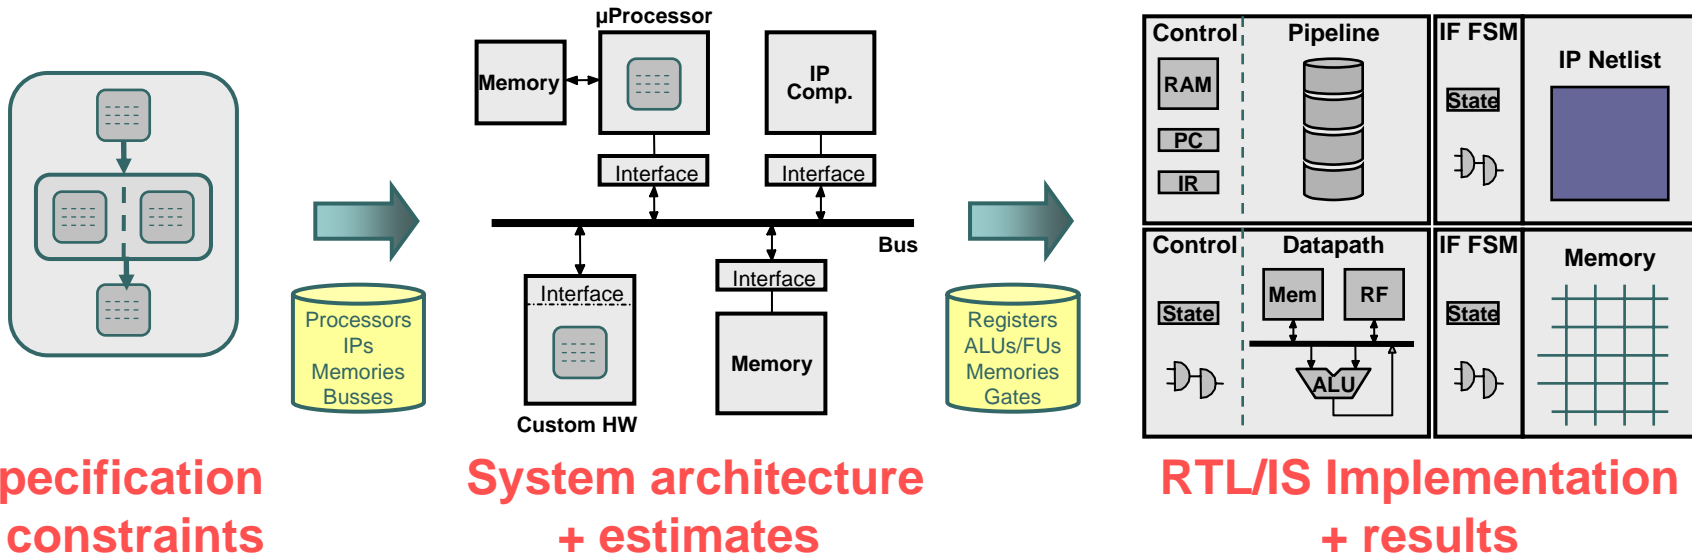 µProcessor
Memory
IP
Comp.
Interface
Interface
Bus
Interface
Interface
Memory
Custom HW
Processors
IPs
Memories
Busses
Registers
ALUs/FUs
Memories
Gates
Control
Pipeline
IF FSM
IP Netlist
RAM
PC
IR
State
Control
Datapath
IF FSM
Memory
State
Mem
RF
ALU
State
pecification
constraints
System architecture
+ estimates
RTL/IS Implementation
+ results